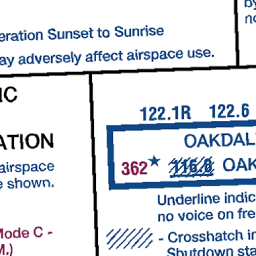 eration Sunset to Sunrise
ay adversely affect airspace use.
IC
ATION
airspace
e shown.
Mode C -
M.)
122.1R 122.6
OAKDAL
362* 116.8 OAK
Underline indic
no voice on fre
- Crosshatch in
Shutdown sta